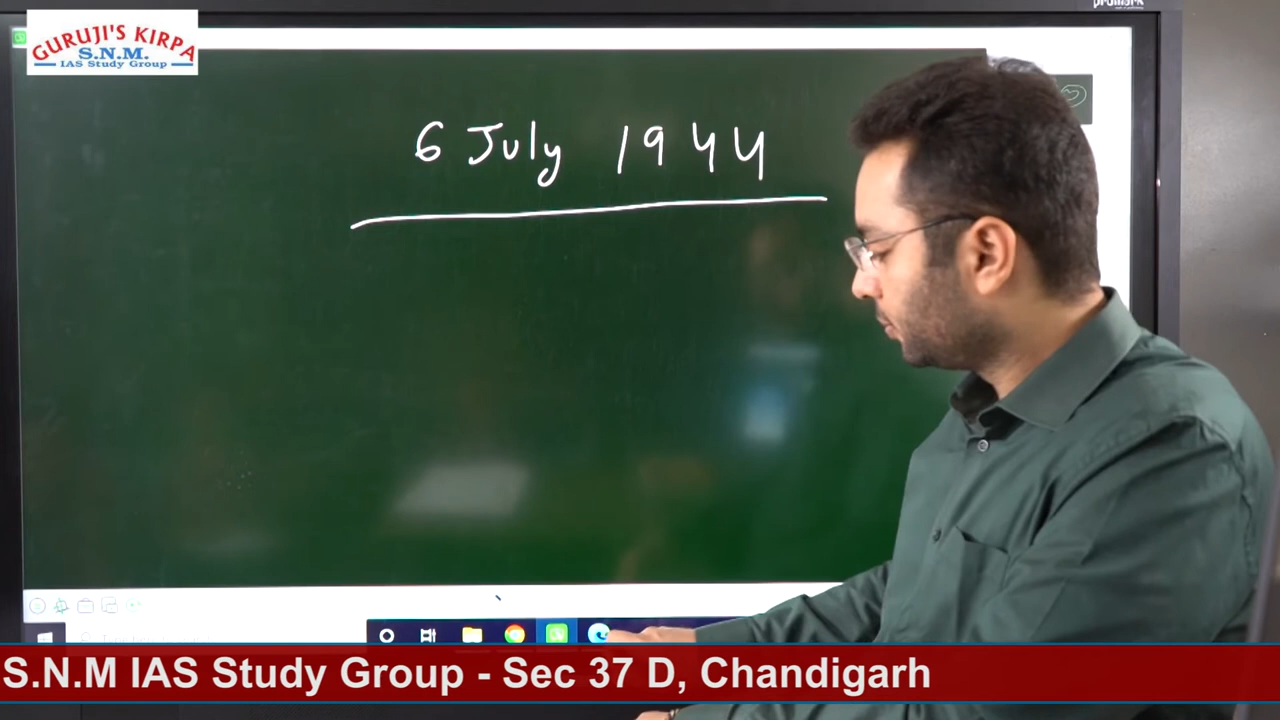 GURUJI'S KIRPA
S.N.M.
IAS Study Group
6 July 1944
S.N.M IAS Study Group - Sec 37 D, Chandigarh